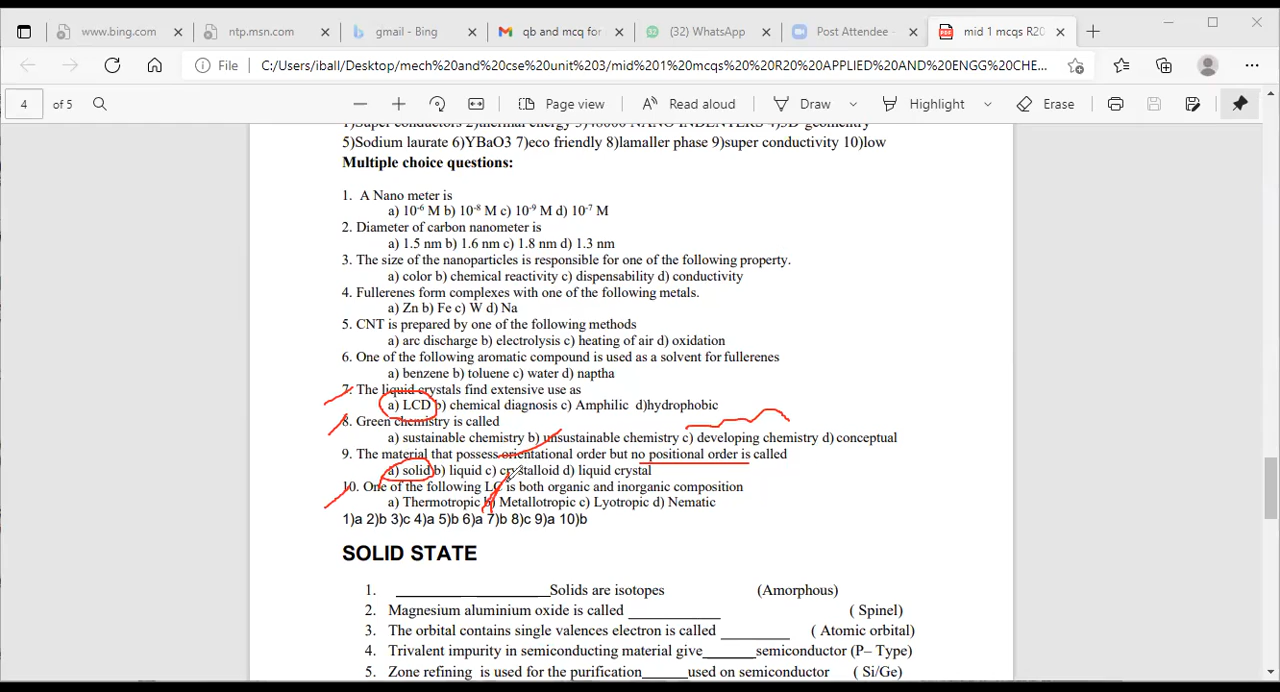 www.bing.com
ntp.msn.com
gmail - Bing
qb and mcq for
(32) WhatsApp
Post Attendee -
mid 1 mcqs R20
File C:/Users/iball/Desktop/mech%20and%20cse%20unit%203/mid%201%20mcqs%20%20R20%20APPLIED%20AND%20ENGG%20CHE...
4 of 5 Page view Read aloud Draw Highlight Erase
1)Super conductors 2)thermal energy 3)40000 NANO INDENTERS 4)3D geomentry
5)Sodium laurate 6)YBaO3 7)eco friendly 8)lamaller phase 9)super conductivity 10)low
Multiple choice questions:
1. A Nano meter is
a) 10-6 M b) 10-8 M c) 10-9 M d) 10-7 M
2. Diameter of carbon nanometer is
a) 1.5 nm b) 1.6 nm c) 1.8 nm d) 1.3 nm
3. The size of the nanoparticles is responsible for one of the following property.
a) color b) chemical reactivity c) dispensability d) conductivity
4. Fullerenes form complexes with one of the following metals.
a) Zn b) Fe c) W d) Na
5. CNT is prepared by one of the following methods
a) arc discharge b) electrolysis c) heating of air d) oxidation
6. One of the following aromatic compound is used as a solvent for fullerenes
a) benzene b) toluene c) water d) naptha
7. The liquid crystals find extensive use as
a) LCD b) chemical diagnosis c) Amphilic d)hydrophobic
8. Green chemistry is called
a) sustainable chemistry b) unsustainable chemistry c) developing chemistry d) conceptual
9. The material that possess orientational order but no positional order is called
a) solid b) liquid c) crystalloid d) liquid crystal
10. One of the following LC is both organic and inorganic composition
a) Thermotropic b) Metallotropic c) Lyotropic d) Nematic
1)a 2)b 3)c 4)a 5)b 6)a 7)b 8)c 9)a 10)b
SOLID STATE
1. ____________________Solids are isotopes (Amorphous)
2. Magnesium aluminium oxide is called ____________ ( Spinel)
3. The orbital contains single valences electron is called _________ ( Atomic orbital)
4. Trivalent impurity in semiconducting material give_______semiconductor (P– Type)
5. Zone refining is used for the purification______used on semiconductor ( Si/Ge)